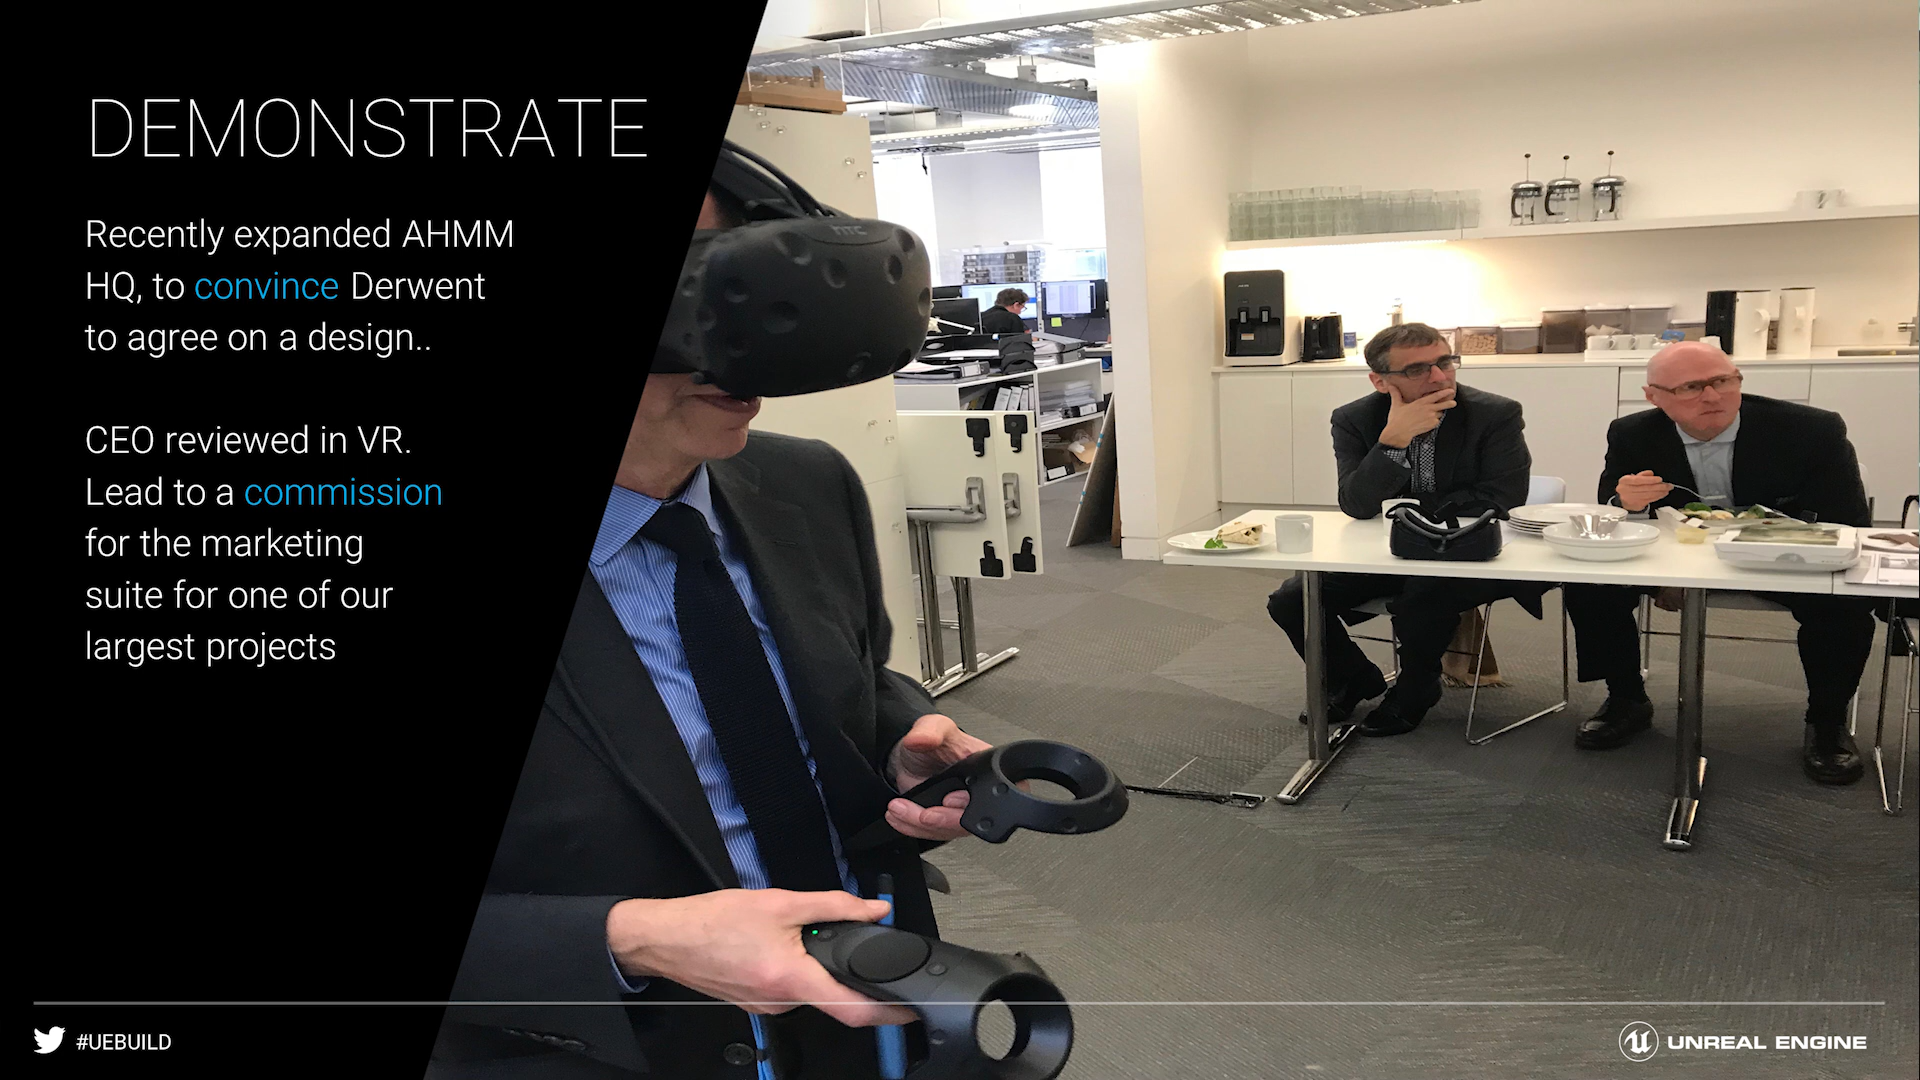 DEMONSTRATE
Recently expanded AHMM
HQ, to convince Derwent
to agree on a design..
CEO reviewed in VR.
Lead to a commission
for the marketing
suite for one of our
largest projects
htc
#UEBUILD
UNREAL ENGINE